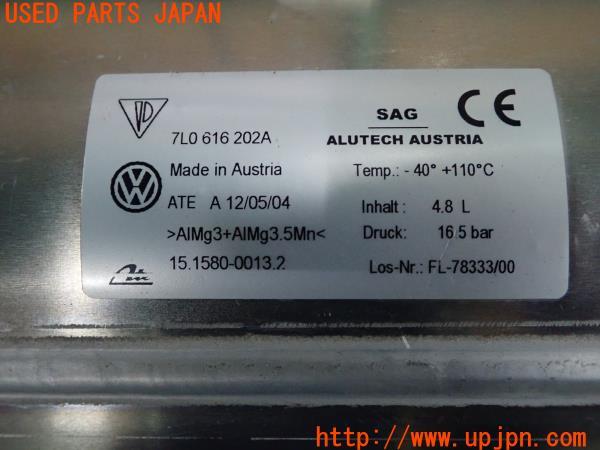 USED PARTS JAPAN
7L0 616 202A
Made in Austria
ATE A 12/05/04
>AlMg3+AlMg3.5Mn<
15.1580-0013.2
SAG
CE
ALUTECH AUSTRIA
Temp.: - 40° +110°C
Inhalt : 4.8 L
Druck: 16.5 bar
Los-Nr.: FL-78333/00
http://www.upjpn.com